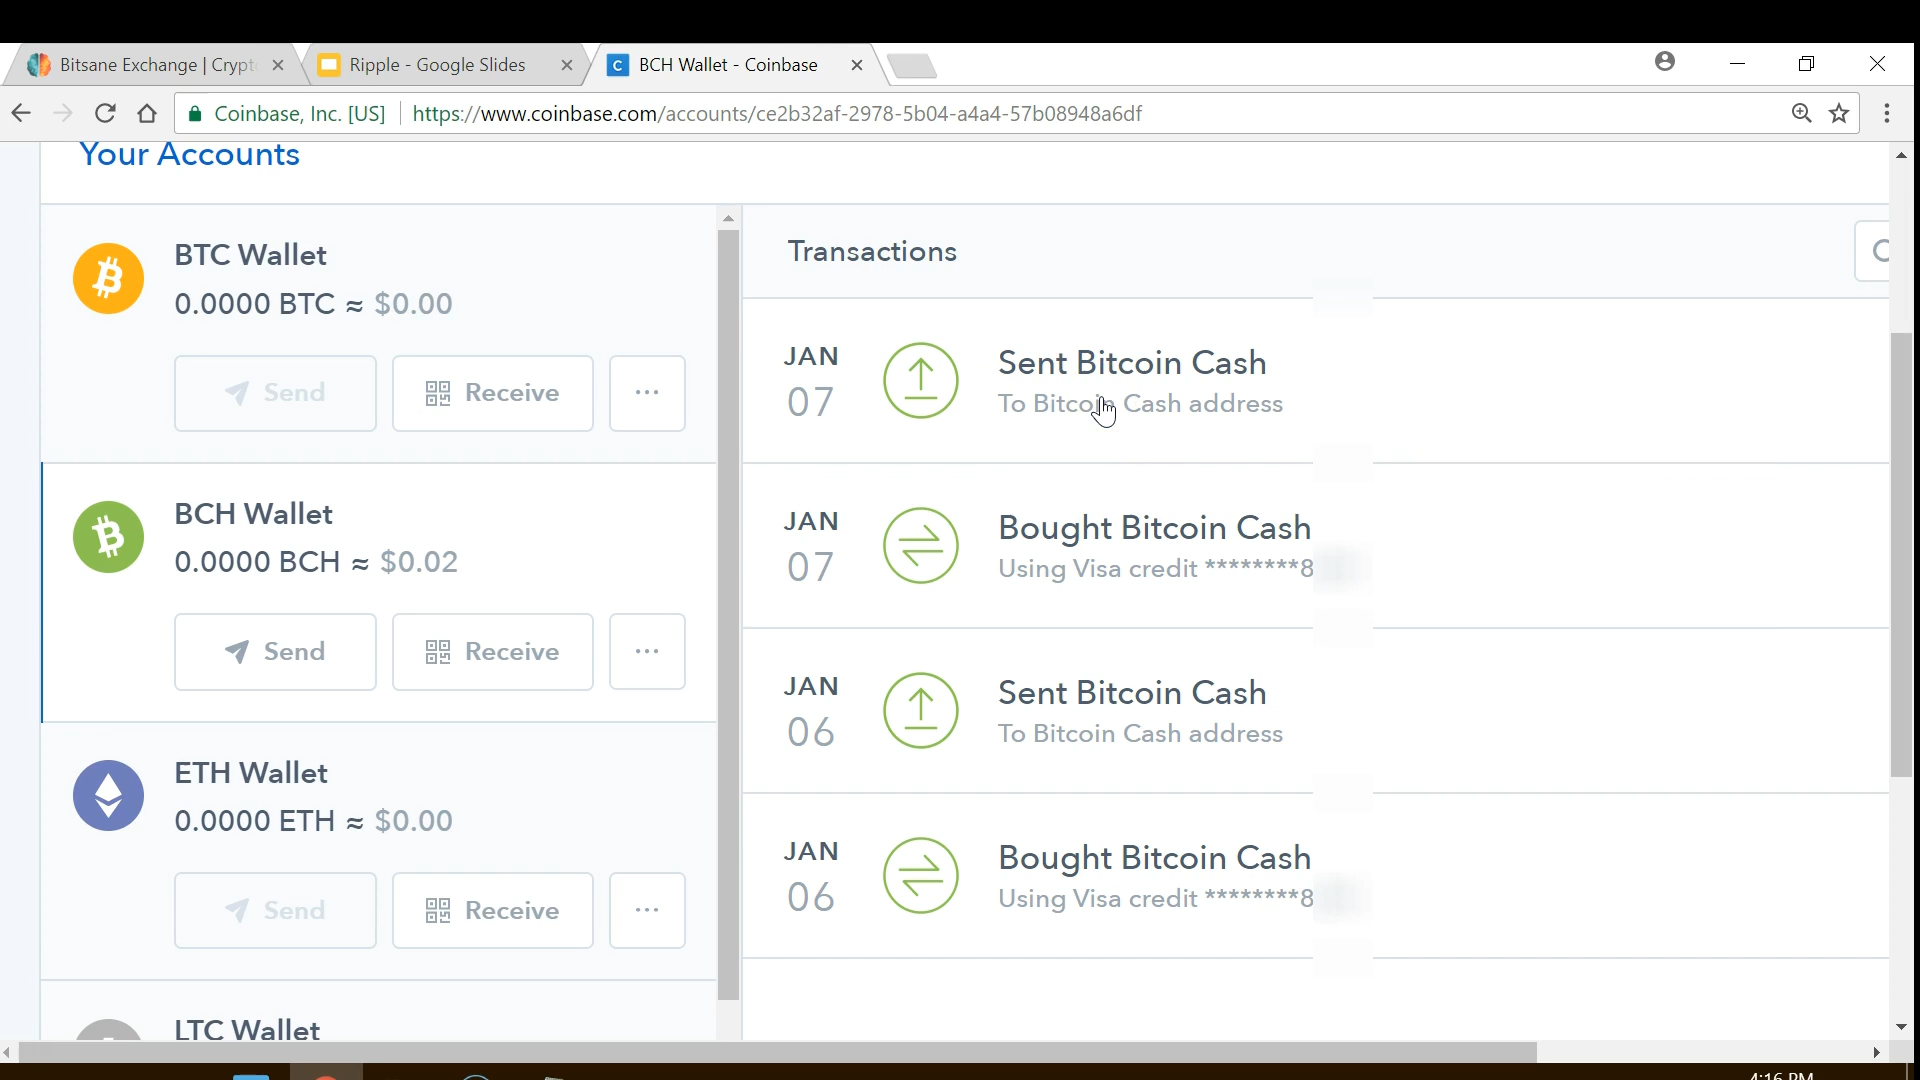 Bitsane Exchange | Crypt
Ripple - Google Slides
BCH Wallet - Coinbase
Coinbase, Inc. [US]
https://www.coinbase.com/accounts/ce2b32af-2978-5b04-a4a4-57b08948a6df
Your Accounts
BTC Wallet
0.0000 BTC ≈ $0.00
Send
Receive
BCH Wallet
0.0000 BCH ≈ $0.02
Send
Receive
ETH Wallet
0.0000 ETH ≈ $0.00
Send
Receive
LTC Wallet
Transactions
JAN
07
Sent Bitcoin Cash
To Bitcoin Cash address
JAN
07
Bought Bitcoin Cash
Using Visa credit ********8
JAN
06
Sent Bitcoin Cash
To Bitcoin Cash address
JAN
06
Bought Bitcoin Cash
Using Visa credit ********8
4:16 PM